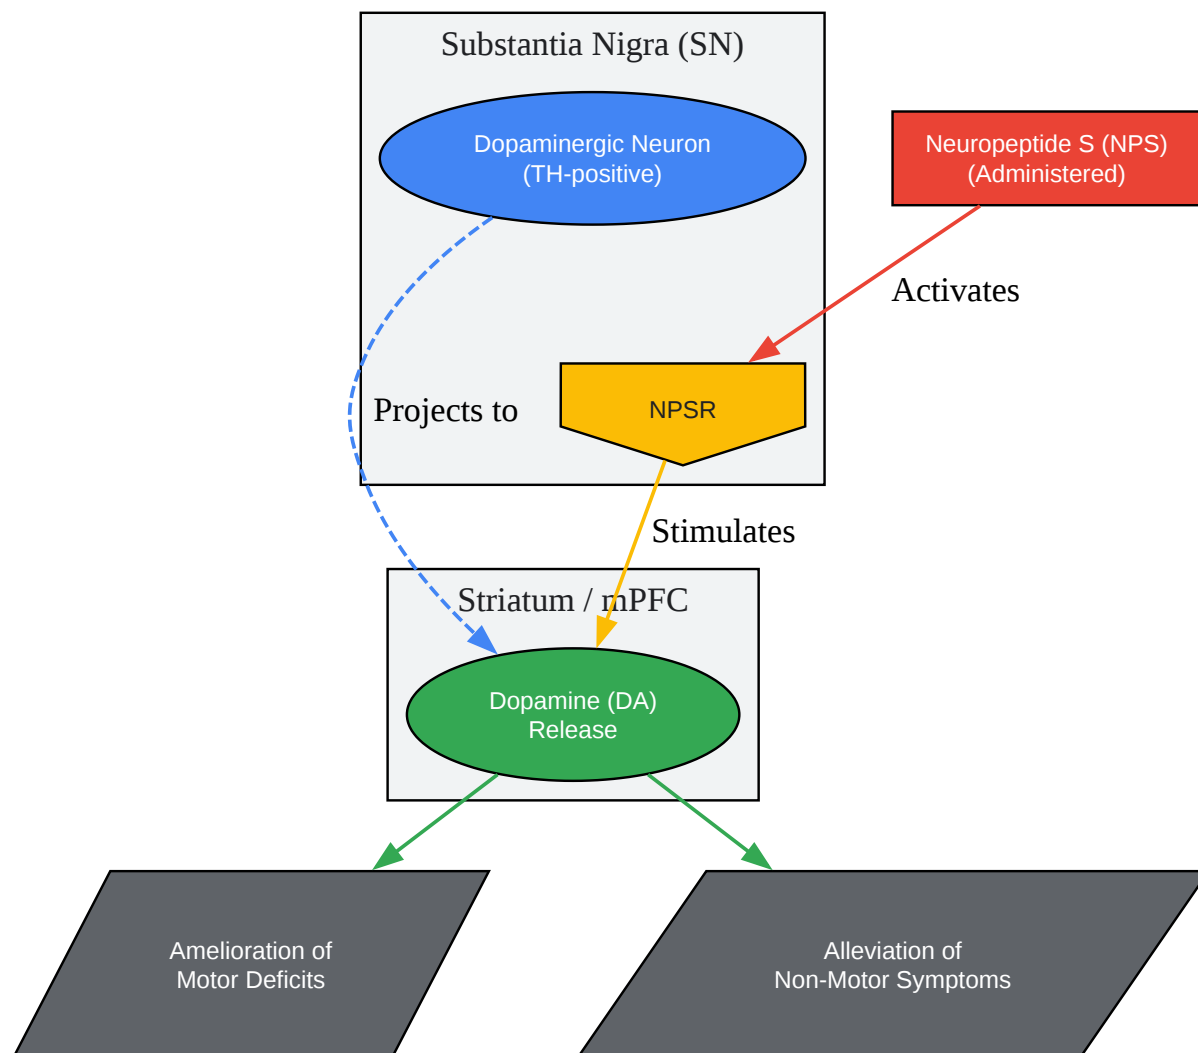 Substantia Nigra (SN)
Dopaminergic Neuron
(TH-positive)
Neuropeptide S (NPS)
(Administered)
Activates
Projects to
NPSR
Stimulates
Striatum / mPFC
Dopamine (DA)
Release
Amelioration of
Motor Deficits
Alleviation of
Non-Motor Symptoms